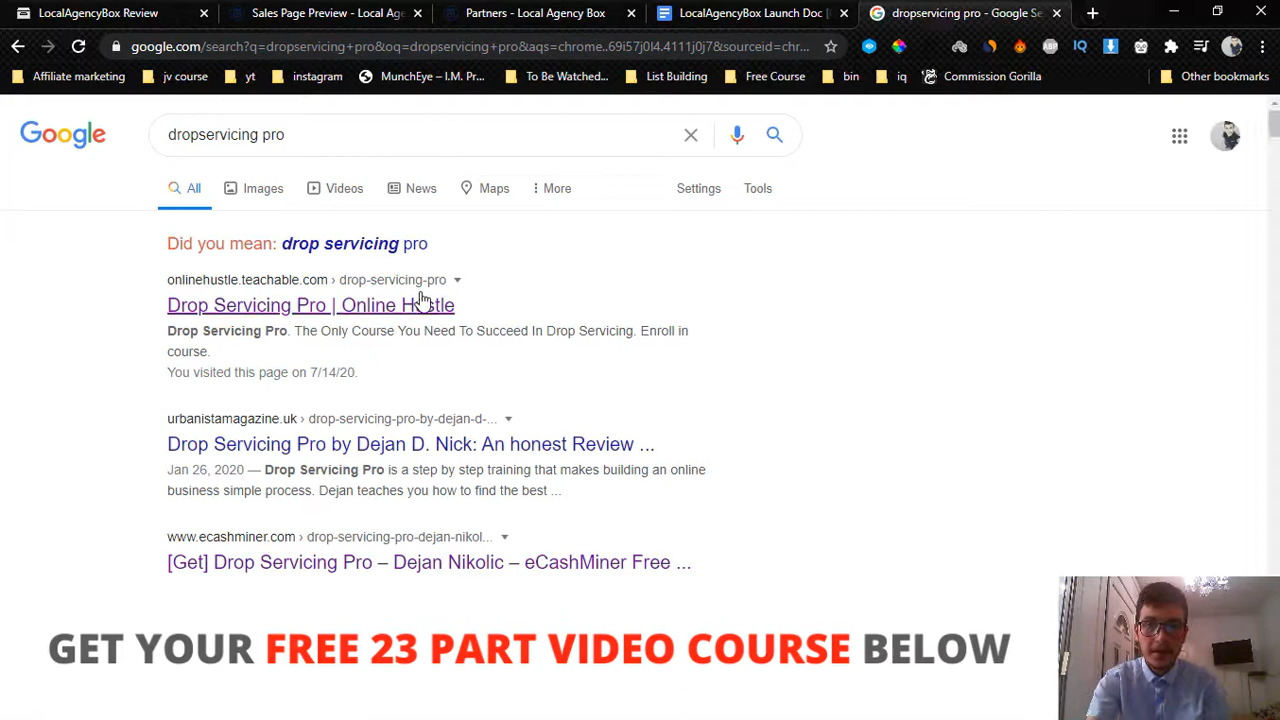 LocalAgencyBox Review
Sales Page Preview - Local Age
Partners - Local Agency Box
LocalAgencyBox Launch Doc [
dropservicing pro - Google Se
google.com/search?q=dropservicing+pro&oq=dropservicing+pro&aqs=chrome..69i57j0l4.4111j0j7&sourceid=chr...
Affiliate marketing
jv course
yt
instagram
MunchEye – I.M. Pr...
To Be Watched...
List Building
Free Course
bin
iq
Commission Gorilla
Other bookmarks
Google
dropservicing pro
All
Images
Videos
News
Maps
More
Settings
Tools
Did you mean: drop servicing pro
onlinehustle.teachable.com › drop-servicing-pro
Drop Servicing Pro | Online Hustle
Drop Servicing Pro. The Only Course You Need To Succeed In Drop Servicing. Enroll in
course.
You visited this page on 7/14/20.
urbanistamagazine.uk › drop-servicing-pro-by-dejan-d-...
Drop Servicing Pro by Dejan D. Nick: An honest Review ...
Jan 26, 2020 — Drop Servicing Pro is a step by step training that makes building an online
business simple process. Dejan teaches you how to find the best ...
www.ecashminer.com › drop-servicing-pro-dejan-nikol...
[Get] Drop Servicing Pro – Dejan Nikolic – eCashMiner Free ...
GET YOUR FREE 23 PART VIDEO COURSE BELOW